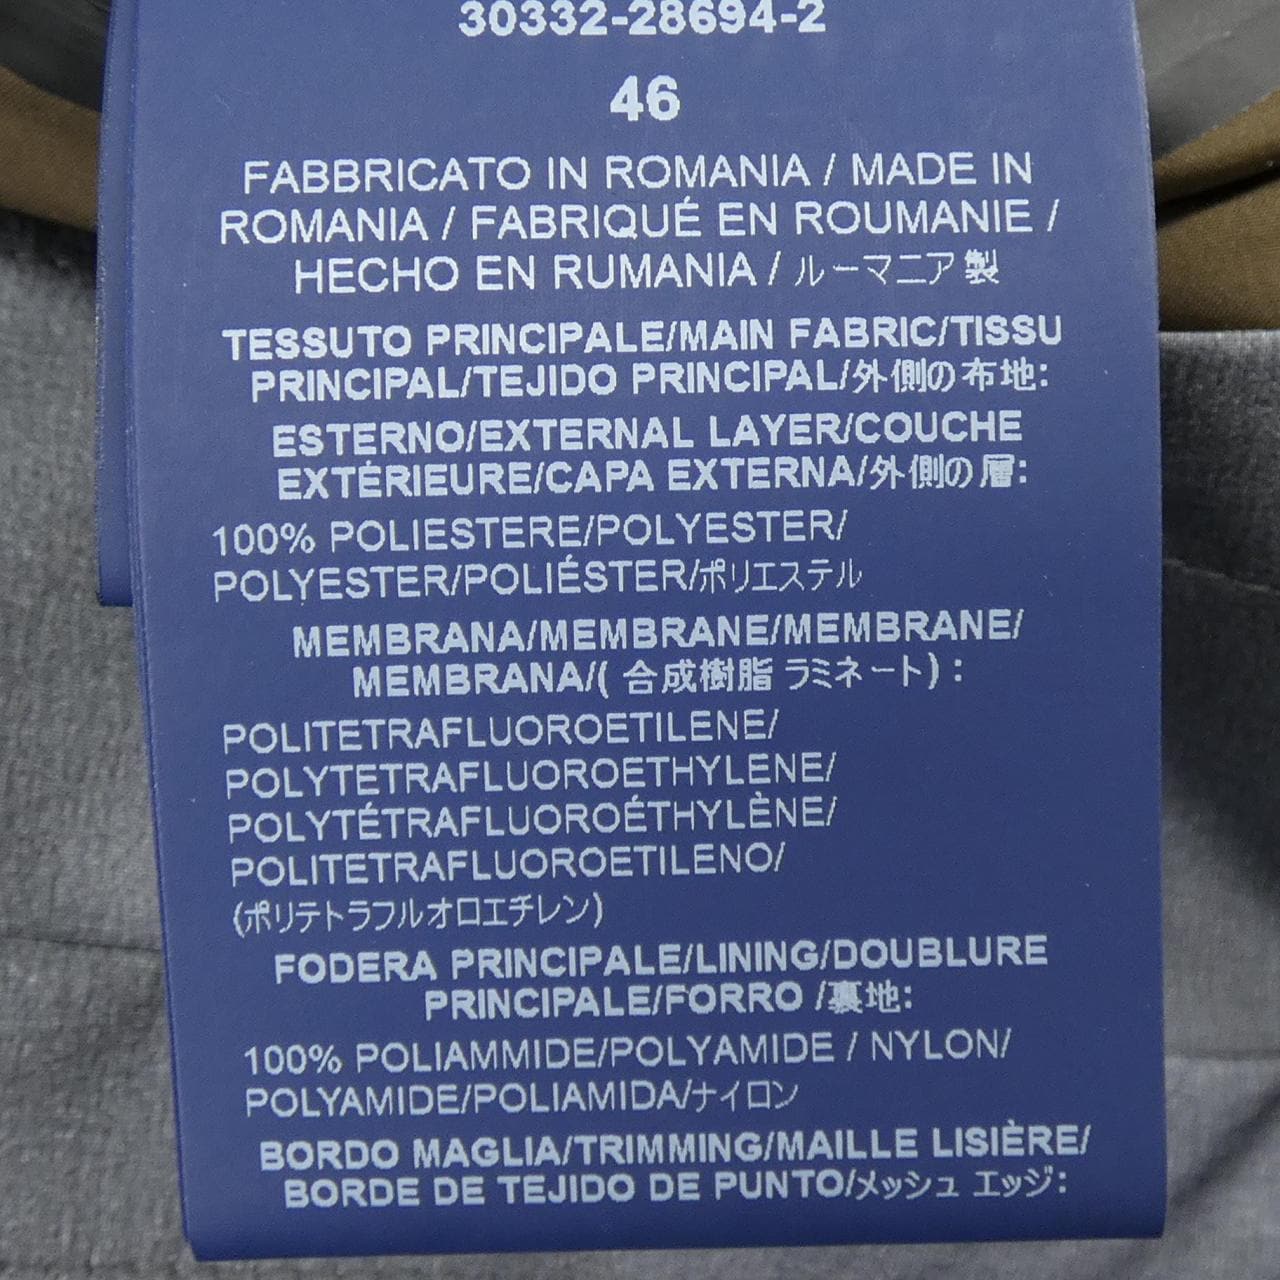 30332-28694-2
46
FABBRICATO IN ROMANIA / MADE IN
ROMANIA / FABRIQUÉ EN ROUMANIE /
HECHO EN RUMANIA / ルーマニア製
TESSUTO PRINCIPALE/MAIN FABRIC/TISSU
PRINCIPAL/TEJIDO PRINCIPAL/外側の布地:
ESTERNO/EXTERNAL LAYER/COUCHE
EXTÉRIEURE/CAPA EXTERNA/外側の層:
100% POLIESTERE/POLYESTER/
POLYESTER/POLIÉSTER/ポリエステル
MEMBRANA/MEMBRANE/MEMBRANE/
MEMBRANA/( 合成樹脂 ラミネート) :
POLITETRAFLUOROETILENE/
POLYTETRAFLUOROETHYLENE/
POLYTÉTRAFLUOROÉTHYLÈNE/
POLITETRAFLUOROETILENO/
(ポリテトラフルオロエチレン)
FODERA PRINCIPALE/LINING/DOUBLURE
PRINCIPALE/FORRO /裏地:
100% POLIAMMIDE/POLYAMIDE / NYLON/
POLYAMIDE/POLIAMIDA/ナイロン
BORDO MAGLIA/TRIMMING/MAILLE LISIÈRE/
BORDE DE TEJIDO DE PUNTO/メッシュ エッジ: